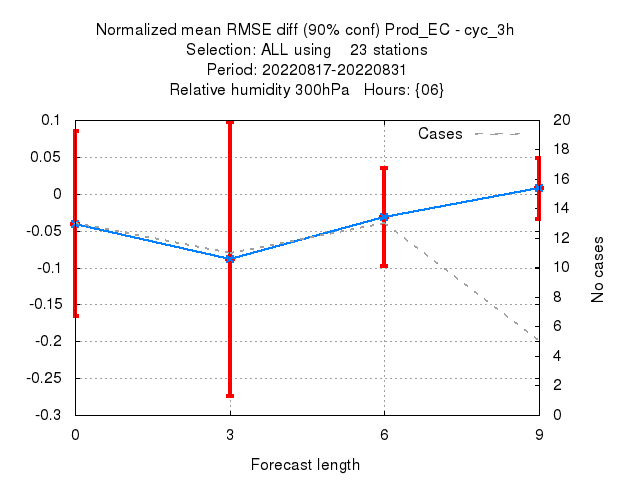 Normalized mean RMSE diff (90% conf) Prod_EC - cyc_3h
Selection: ALL using    23 stations
Period: 20220817-20220831
Relative humidity 300hPa   Hours: {06}
0.1
0.05
0
-0.05
-0.1
-0.15
-0.2
-0.25
-0.3
Cases
20
18
16
14
12
10
8
6
4
2
0
No cases
0 3 6 9
Forecast length